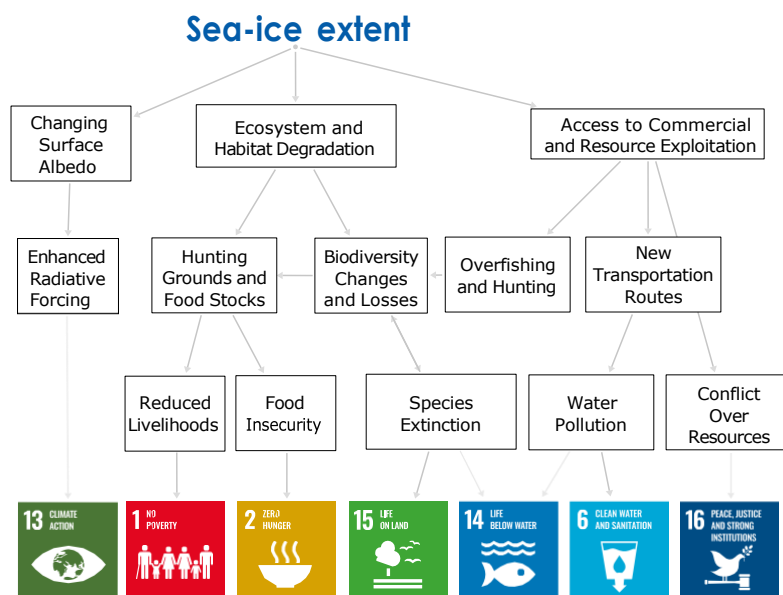 Sea-ice extent
Changing
Surface
Albedo
Ecosystem and
Habitat Degradation
Access to Commercial
and Resource Exploitation
Enhanced
Radiative
Forcing
Hunting
Grounds and
Food Stocks
Biodiversity
Changes
and Losses
Overfishing
and Hunting
New
Transportation
Routes
Reduced
Livelihoods
Food
Insecurity
Species
Extinction
Water
Pollution
Conflict
Over
Resources
13 CLIMATE
ACTION
1 NO
POVERTY
2 ZERO
HUNGER
15 LIFE
ON LAND
14 LIFE
BELOW WATER
6 CLEAN WATER
AND SANITATION
16 PEACE, JUSTICE
AND STRONG
INSTITUTIONS